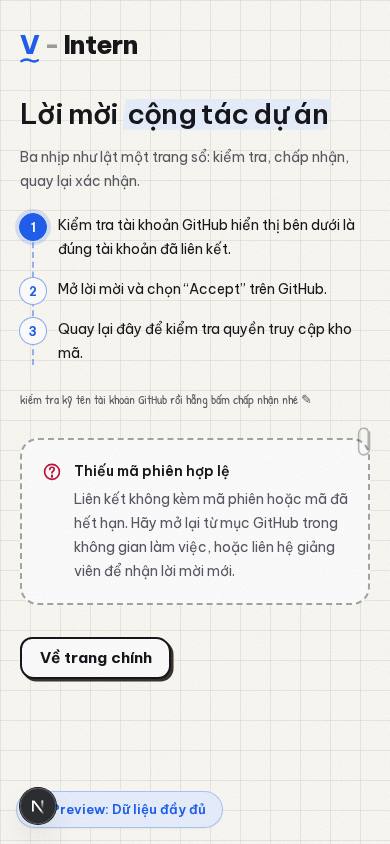 V - Intern
Lời mời cộng tác dự án
Ba nhịp như lật một trang sổ: kiểm tra, chấp nhận,
quay lại xác nhận.
1 Kiểm tra tài khoản GitHub hiển thị bên dưới là
đúng tài khoản đã liên kết.
2 Mở lời mời và chọn “Accept” trên GitHub.
3 Quay lại đây để kiểm tra quyền truy cập kho
mã.
kiểm tra kỹ tên tài khoản GitHub rồi hẵng bấm chấp nhận nhé ✎
Thiếu mã phiên hợp lệ
Liên kết không kèm mã phiên hoặc mã đã
hết hạn. Hãy mở lại từ mục GitHub trong
không gian làm việc, hoặc liên hệ giảng
viên để nhận lời mời mới.
Về trang chính
N Preview: Dữ liệu đầy đủ